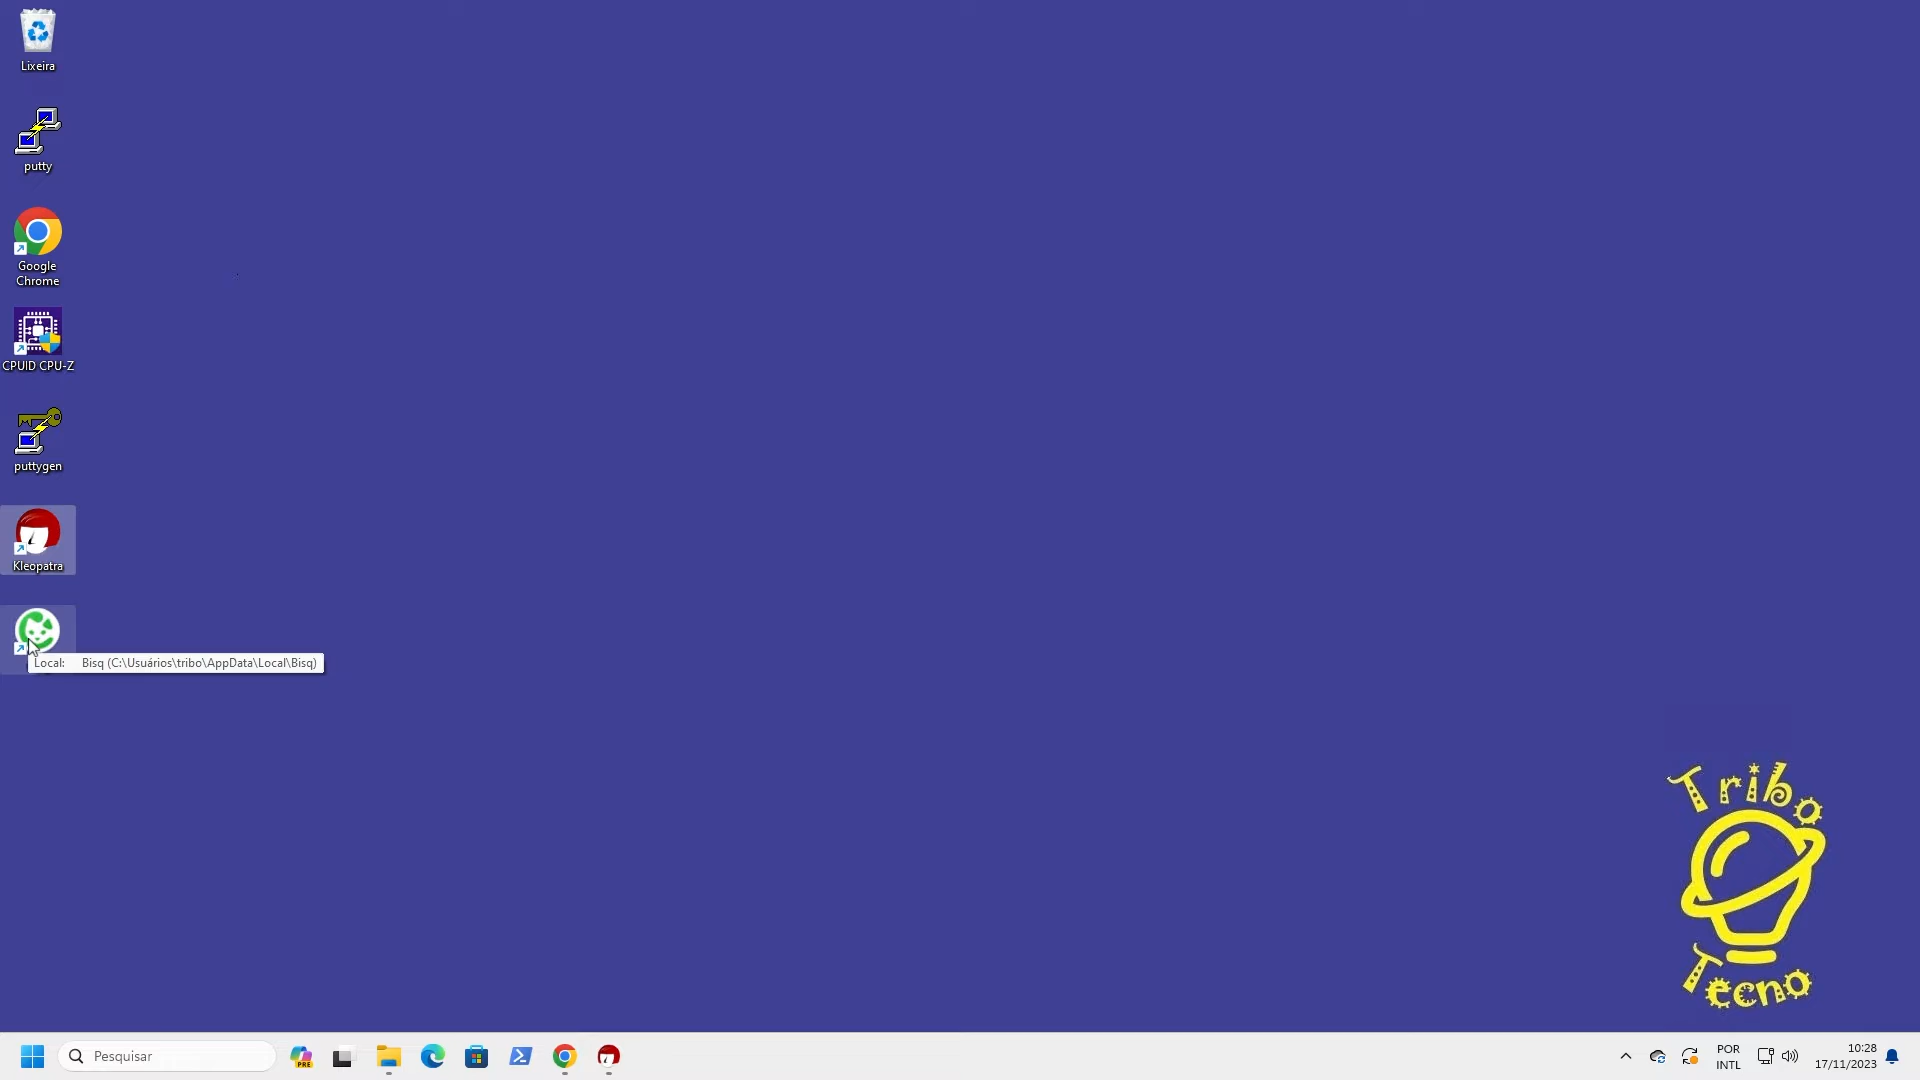 Lixeira
putty
Google
Chrome
CPUID CPU-Z
puttygen
Kleopatra
Local: Bisq (C:\Usuários\tribo\AppData\Local\Bisq)
Tribo
Tecno
Pesquisar
PRE
POR
INTL
10:28
17/11/2023